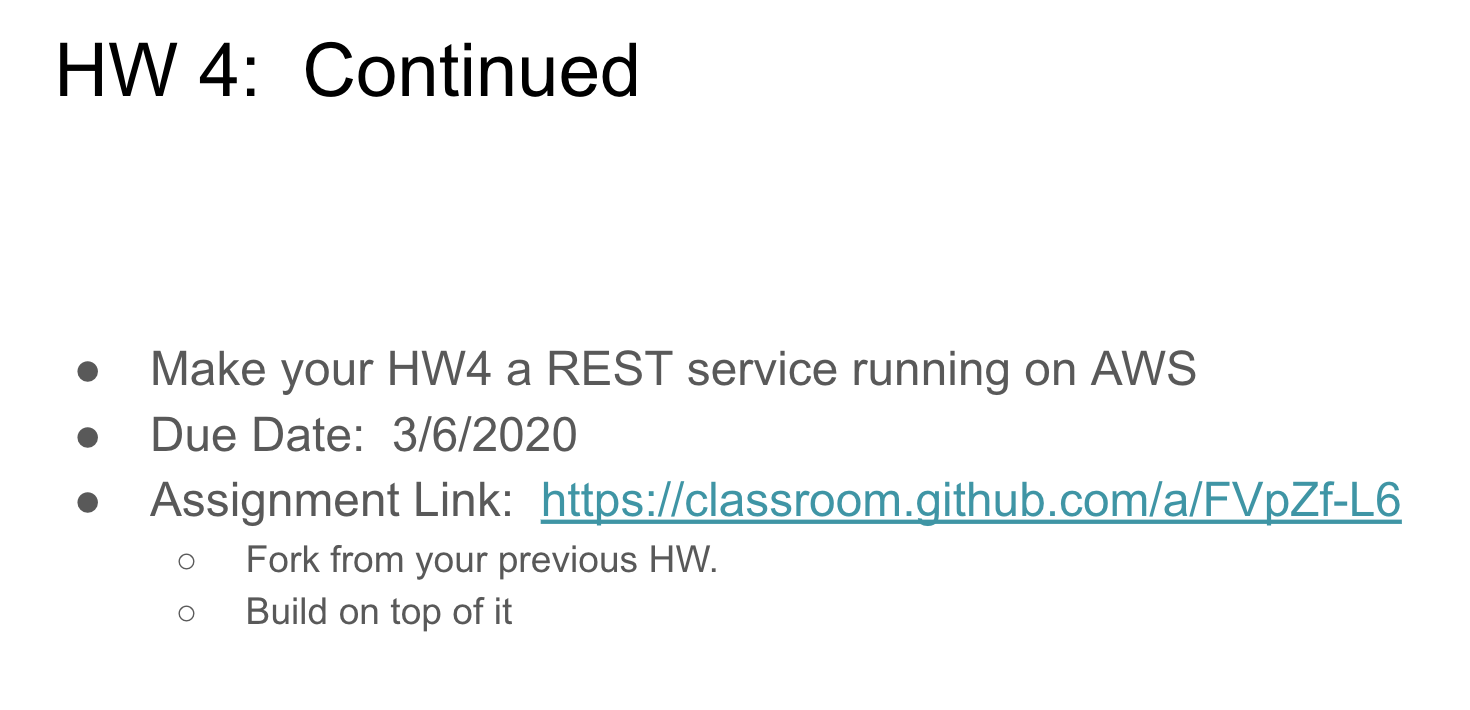 HW 4:  Continued
● Make your HW4 a REST service running on AWS
● Due Date:  3/6/2020
● Assignment Link:  https://classroom.github.com/a/FVpZf-L6
○ Fork from your previous HW.
○ Build on top of it